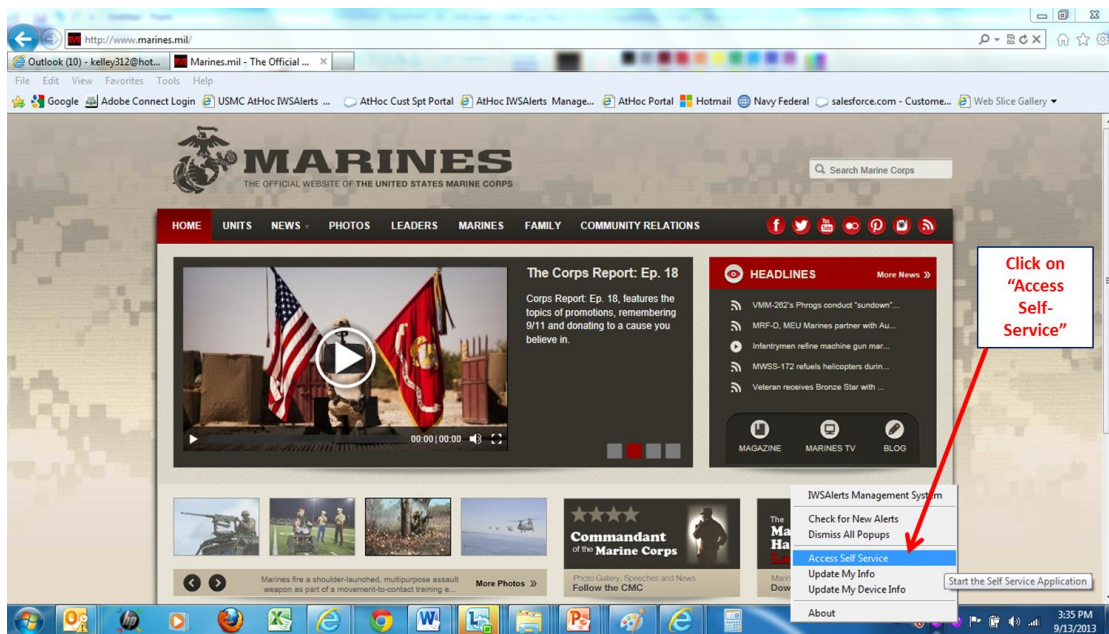 http://www.marines.mil/
Outlook (10) - kelley312@hot...
Marines.mil - The Official ...
File Edit View Favorites Tools Help
Google
Adobe Connect Login
USMC AtHoc IWSAlerts ...
AtHoc Cust Spt Portal
AtHoc IWSAlerts Manage...
AtHoc Portal
Hotmail
Navy Federal
salesforce.com - Custome...
Web Slice Gallery
MARINES
THE OFFICIAL WEBSITE OF THE UNITED STATES MARINE CORPS
Search Marine Corps
HOME UNITS NEWS PHOTOS LEADERS MARINES FAMILY COMMUNITY RELATIONS
The Corps Report: Ep. 18
Corps Report: Ep. 18, features the
topics of promotions, remembering
9/11 and donating to a cause you
believe in.
00:00 | 00:00
HEADLINES
More News »
VMM-262's Phrogs conduct "sundown"...
MRF-D, MEU Marines partner with Au...
Infantrymen refine machine gun mar...
MWSS-172 refuels helicopters durin...
Veteran receives Bronze Star with ...
MAGAZINE MARINES TV BLOG
Click on
"Access
Self-
Service"
Marines fire a shoulder-launched, multipurpose assault
weapon as part of a movement-to-contact training e...
More Photos »
Commandant
of the Marine Corps
Photo Gallery, Speeches and News
Follow the CMC
The
IWSAlerts Management System
Check for New Alerts
Dismiss All Popups
Access Self Service
Update My Info
Update My Device Info
About
Start the Self Service Application
3:35 PM
9/13/2013